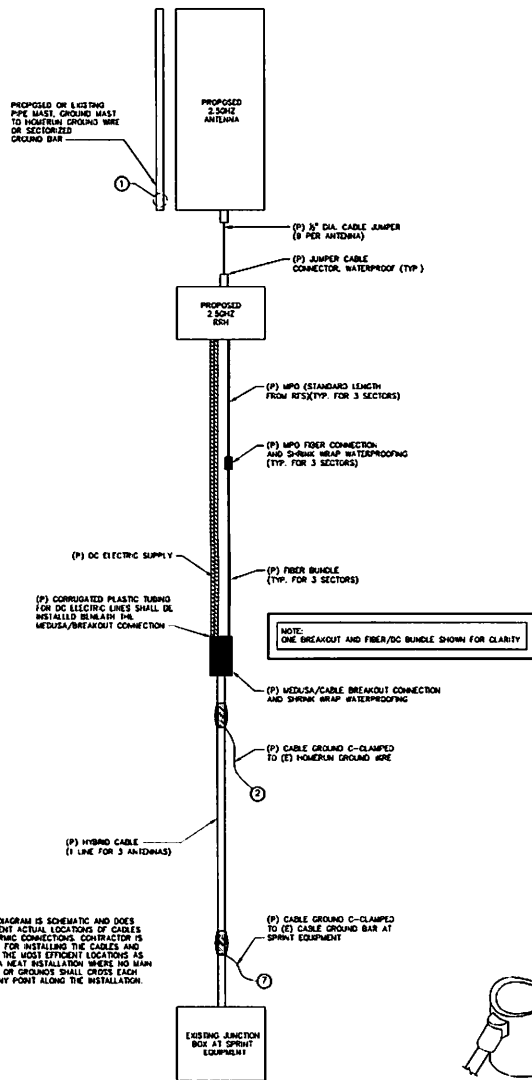 PROPOSED
2.5GHZ
ANTENNA
PROPOSED OR EXISTING
PIPE MAST, GROUND MAST
TO HOMERUN GROUND WIRE
OR SECTORIZED
GROUND BAR
1
(P) ½" DIA. CABLE JUMPER
(9 PER ANTENNA)
(P) JUMPER CABLE
CONNECTOR, WATERPROOF (TYP.)
PROPOSED
2.5GHZ
RRH
(P) MPO (STANDARD LENGTH
FROM RFS)(TYP. FOR 3 SECTORS)
(P) MPO FIBER CONNECTION
AND SHRINK WRAP WATERPROOFING
(TYP. FOR 3 SECTORS)
(P) DC ELECTRIC SUPPLY
(P) FIBER BUNDLE
(TYP. FOR 3 SECTORS)
(P) CORRUGATED PLASTIC TUBING
FOR DC ELECTRIC LINES SHALL BE
INSTALLED BENEATH THE
MEDUSA/BREAKOUT CONNECTION
NOTE:
ONE BREAKOUT AND FIBER/DC BUNDLE SHOWN FOR CLARITY
(P) MEDUSA/CABLE BREAKOUT CONNECTION
AND SHRINK WRAP WATERPROOFING
(P) CABLE GROUND C-CLAMPED
TO (E) HOMERUN GROUND WIRE
2
(P) HYBRID CABLE
(1 LINE FOR 3 ANTENNAS)
DIAGRAM IS SCHEMATIC AND DOES
ENT ACTUAL LOCATIONS OF CABLES
RMIC CONNECTIONS. CONTRACTOR IS
FOR INSTALLING THE CABLES AND
THE MOST EFFICIENT LOCATIONS AS
A NEAT INSTALLATION WHERE NO MAIN
OR GROUNDS SHALL CROSS EACH
NY POINT ALONG THE INSTALLATION.
(P) CABLE GROUND C-CLAMPED
TO (E) CABLE GROUND BAR AT
SPRINT EQUIPMENT
7
EXISTING JUNCTION
BOX AT SPRINT
EQUIPMENT